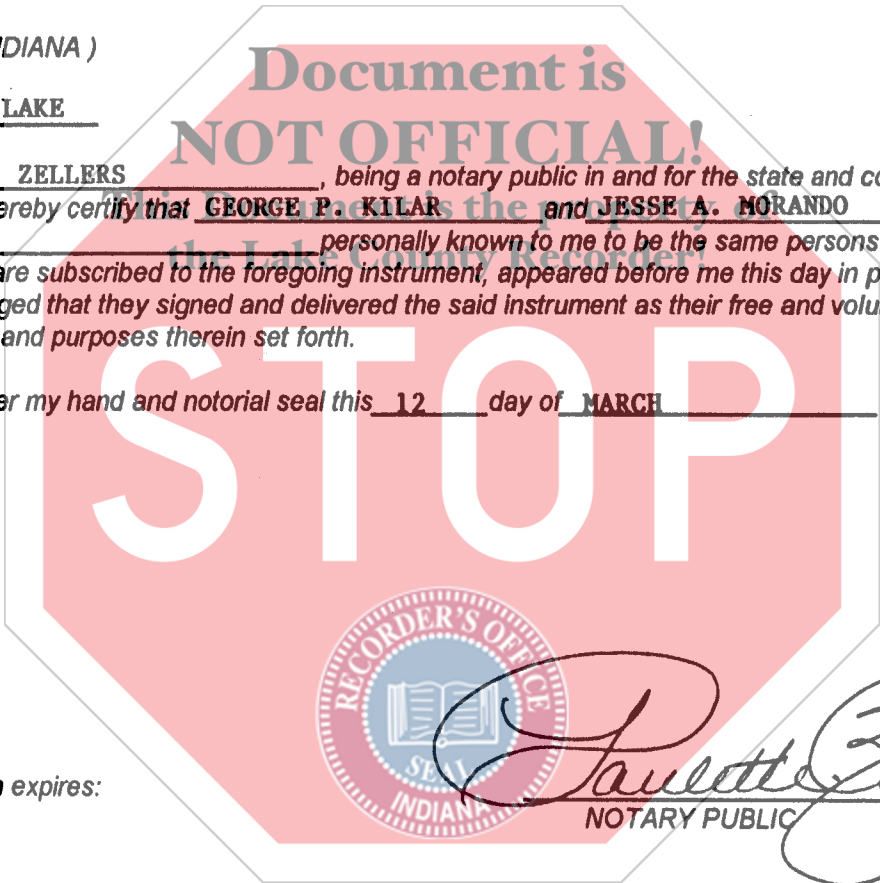 DIANA )
Document is
LAKE
NOT OFFICIAL!
ZELLERS , being a notary public in and for the state and co
ereby certify that GEORGE P. KILAR and JESSE A. MORANDO
This Document is the property of
personally known to me to be the same persons
the Lake County Recorder!
are subscribed to the foregoing instrument, appeared before me this day in p
ged that they signed and delivered the said instrument as their free and volu
and purposes therein set forth.
er my hand and notorial seal this 12 day of MARCH
STOP
RECORDER'S OFFICE
SEAL
INDIANA
expires:
Paulette
NOTARY PUBLIC